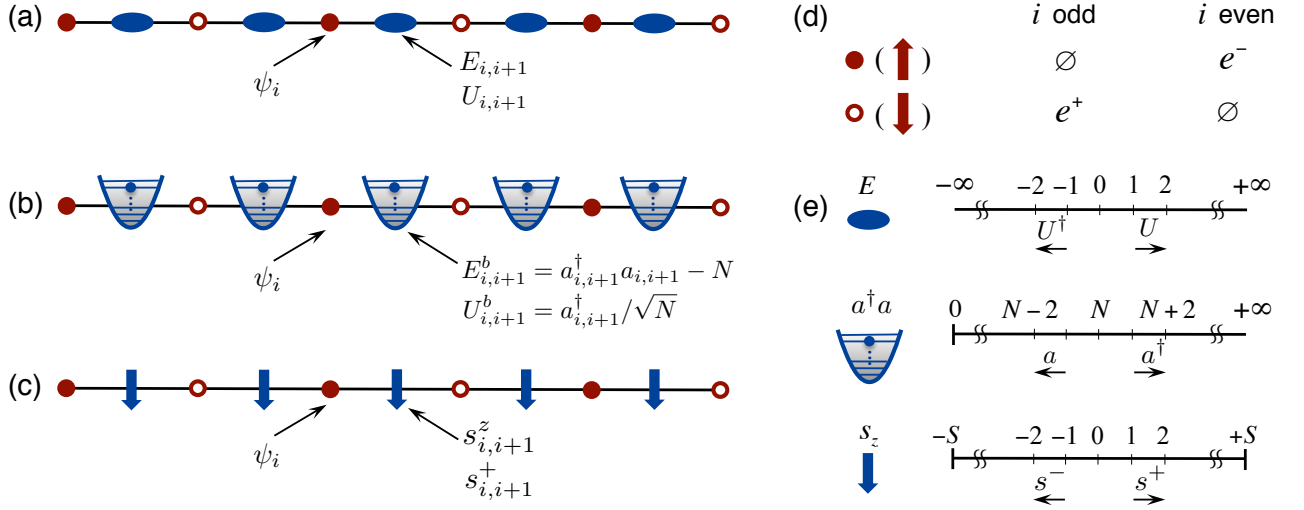 (a)
ψ_i
E_{i,i+1}
U_{i,i+1}
(b)
ψ_i
E^b_{i,i+1} = a^†_{i,i+1} a_{i,i+1} − N
U^b_{i,i+1} = a^†_{i,i+1}/√N
(c)
ψ_i
s^z_{i,i+1}
s^+_{i,i+1}
(d) i odd i even
( ) ∅ e^−
( ) e^+ ∅
(e)
E −∞ -2 -1 0 1 2 +∞
U^† U
a^†a 0 N−2 N N+2 +∞
a a^†
s_z −S -2 -1 0 1 2 +S
s^− s^+